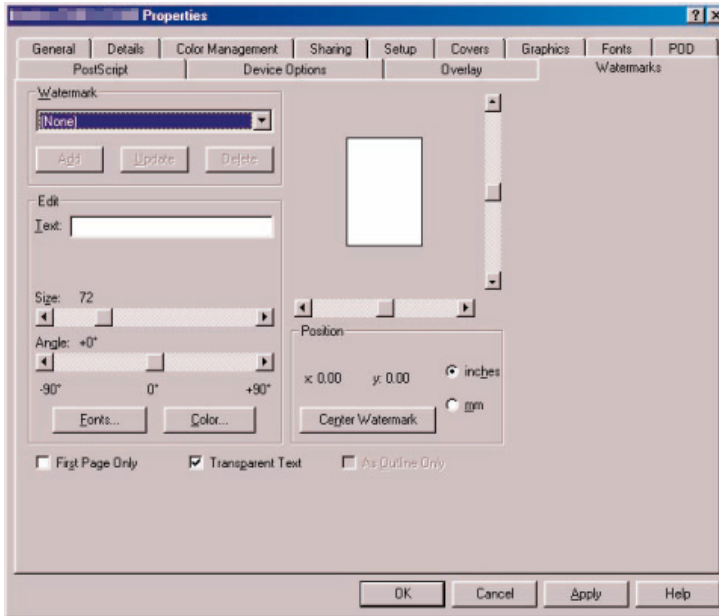 Properties
General Details Color Management Sharing Setup Covers Graphics Fonts POD
PostScript Device Options Overlay Watermarks
Watermark
(None)
Add Update Delete
Edit
Text:
Size: 72
Angle: +0°
-90° 0° +90°
Fonts... Color...
Position
x: 0.00 y: 0.00
inches
mm
Center Watermark
First Page Only Transparent Text As Outline Only
OK Cancel Apply Help